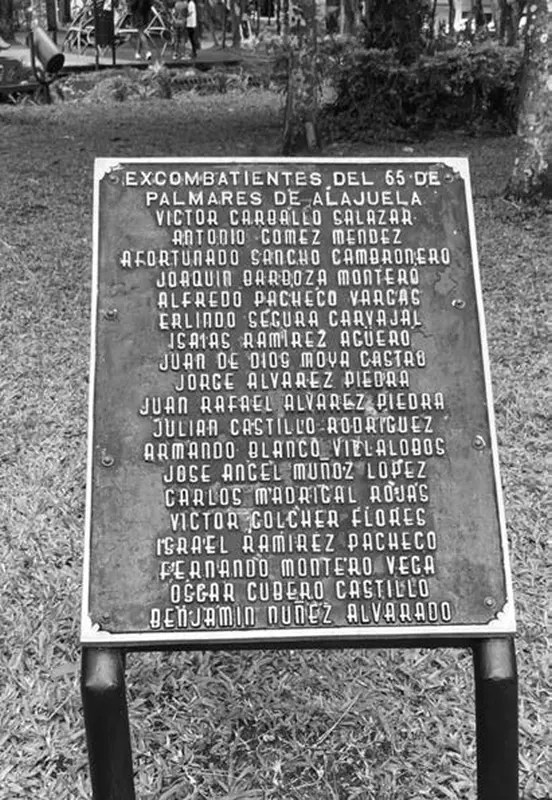 EXCOMBATIENTES DEL 65 DE
PALMARES DE ALAJUELA
VICTOR CARBALLO SALAZAR
ANTONIO GOMEZ MENDEZ
AFORTUNADO SANCHO CAMBRONERO
JOAQUIN BARBOZA MONTERO
ALFREDO PACHECO VARGAS
ERLINDO SEGURA CARVAJAL
ISAIAS RAMIREZ AGÜERO
JUAN DE DIOS MOYA CASTRO
JORGE ALVAREZ PIEDRA
JUAN RAFAEL ALVAREZ PIEDRA
JULIAN CASTILLO RODRIGUEZ
ARMANDO BLANCO VILLALOBOS
JOSE ANGEL MUÑOZ LOPEZ
CARLOS MADRIGAL ROJAS
VICTOR GOLCHER FLORES
ISRAEL RAMIREZ PACHECO
FERNANDO MONTERO VEGA
OSCAR CUBERO CASTILLO
BENJAMIN NUÑEZ ALVARADO